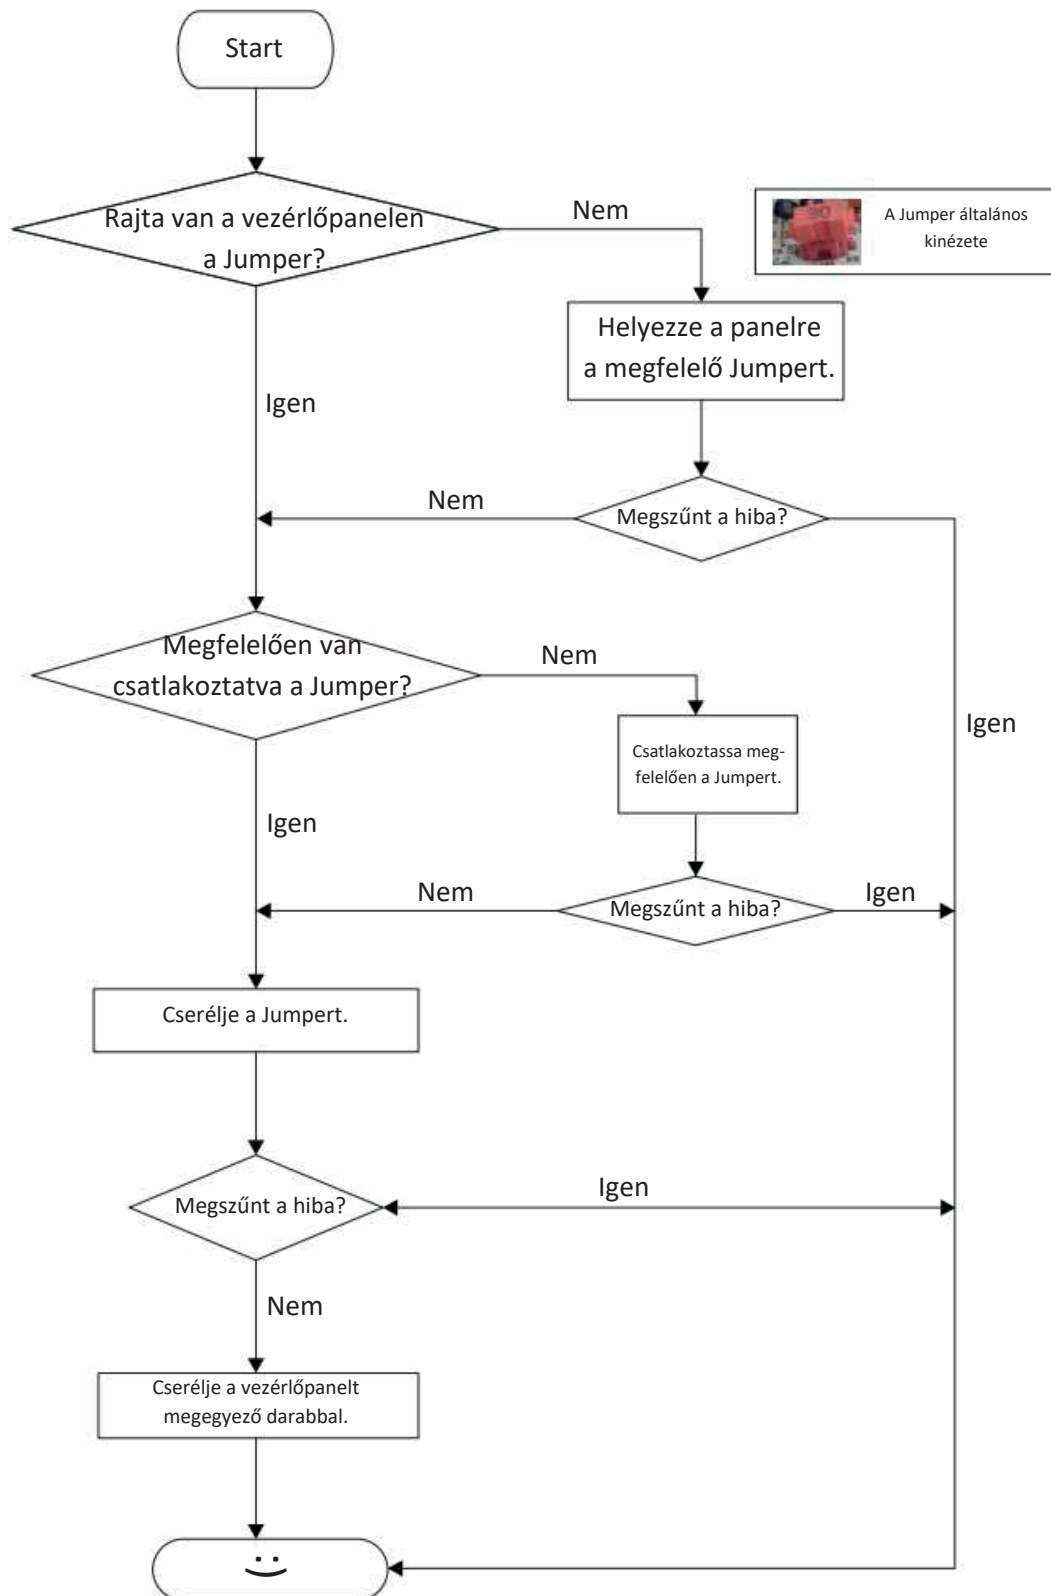 Start
Rajta van a vezérlőpanelen
a Jumper?
Nem
A Jumper általános
kinézete
Helyezze a panelre
a megfelelő Jumpert.
Igen
Nem
Megszűnt a hiba?
Megfelelően van
csatlakoztatva a Jumper?
Nem
Igen
Csatlakoztassa meg-
felelően a Jumpert.
Igen
Nem
Megszűnt a hiba?
Igen
Cserélje a Jumpert.
Megszűnt a hiba?
Igen
Nem
Cserélje a vezérlőpanelt
megegyező darabbal.